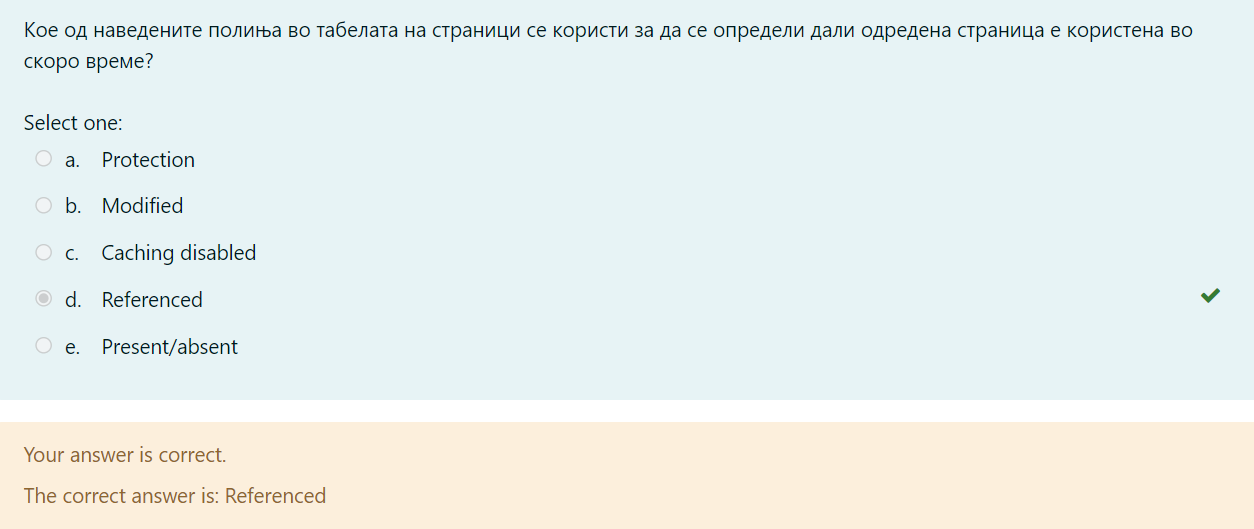 Кое од наведените полиња во табелата на страници се користи за да се определи дали одредена страница е користена во
скоро време?
Select one:
a. Protection
b. Modified
c. Caching disabled
d. Referenced
e. Present/absent
Your answer is correct.
The correct answer is: Referenced